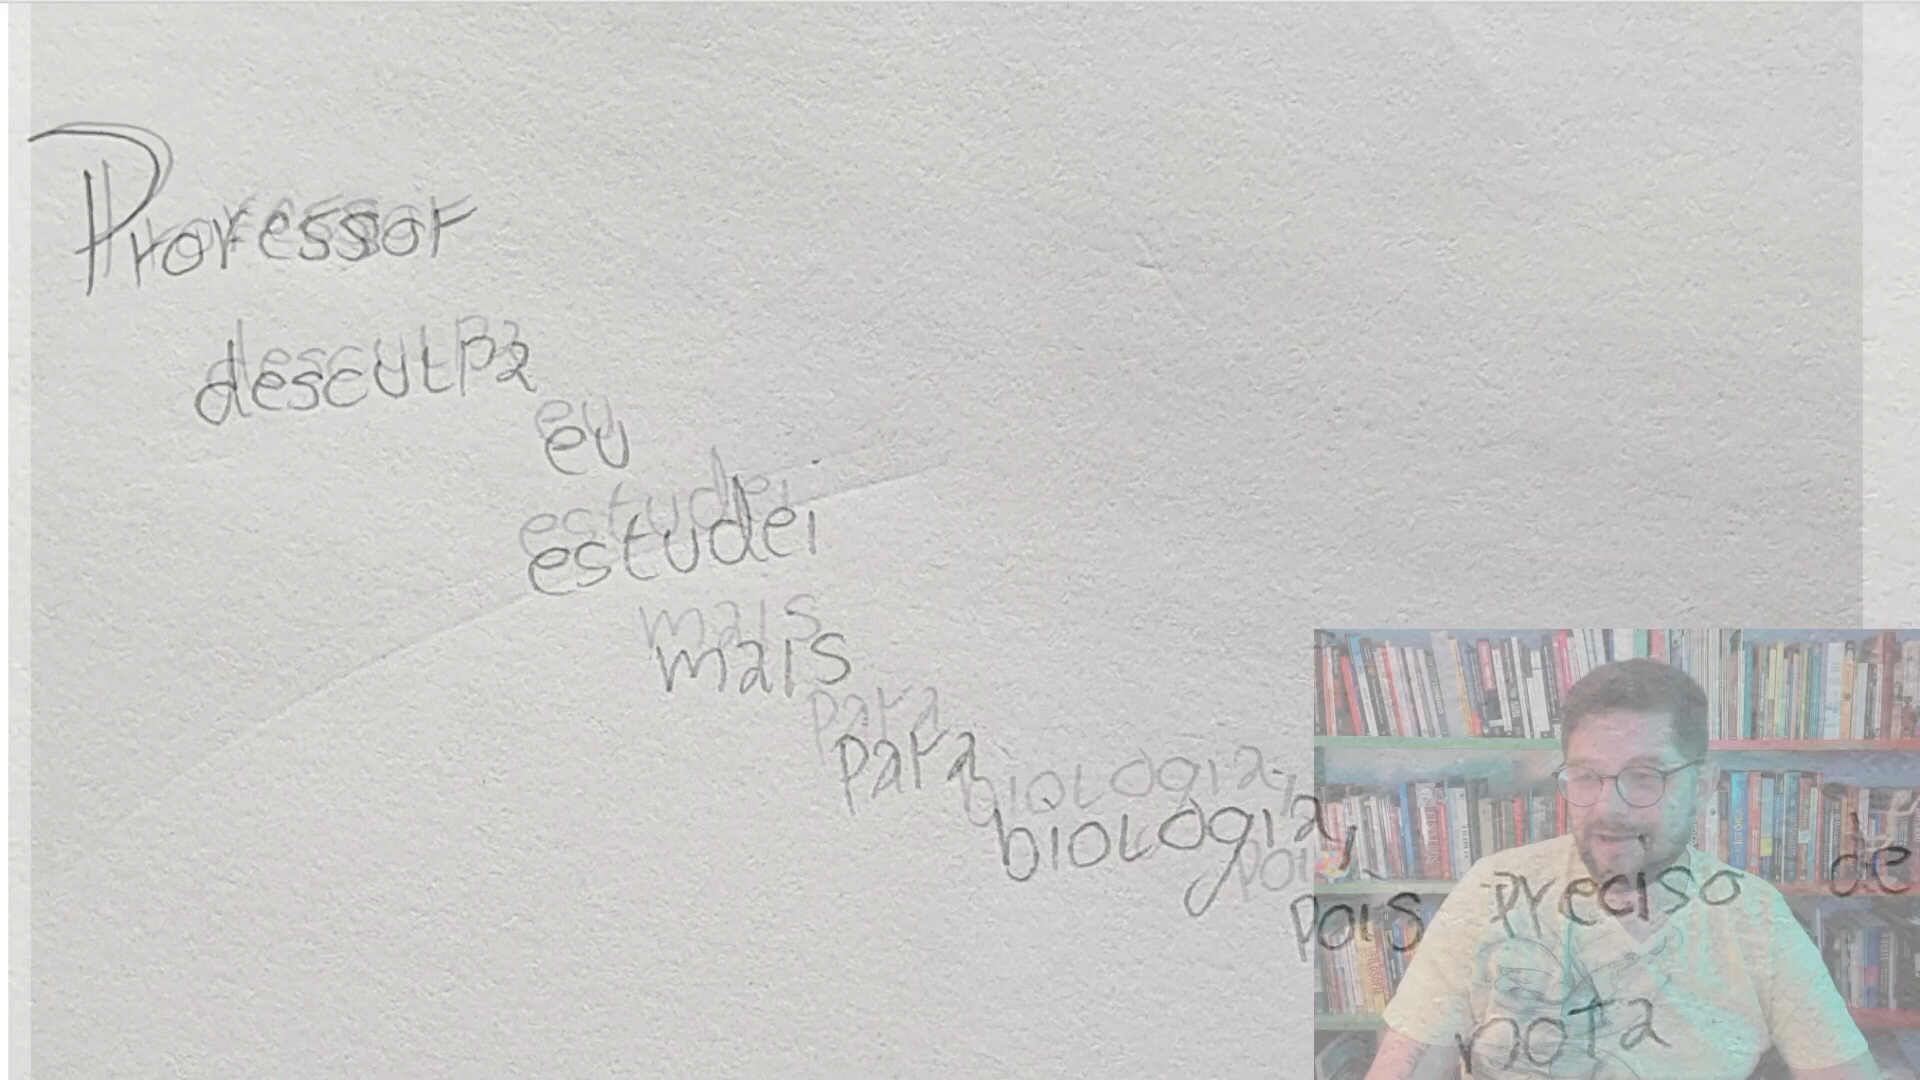 Professor
desculpa
eu
estudei
mais
para
biologia,
pois preciso de
nota